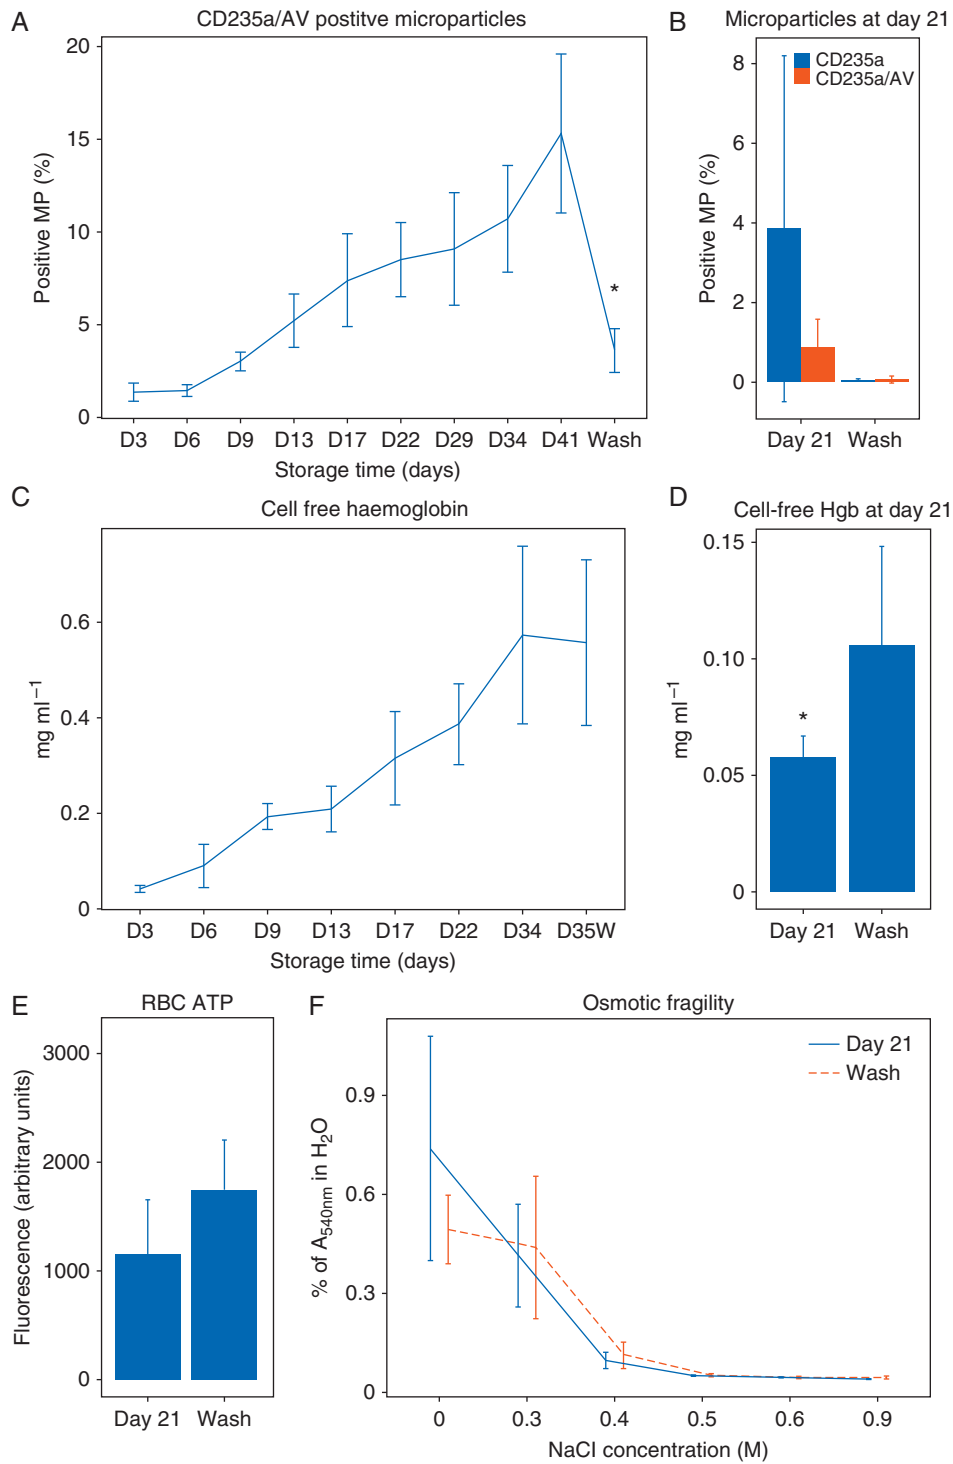 A
CD235a/AV postitve microparticles
Positive MP (%)
20
15
10
5
0
*
D3 D6 D9 D13 D17 D22 D29 D34 D41 Wash
Storage time (days)
B
Microparticles at day 21
CD235a
CD235a/AV
Positive MP (%)
8
6
4
2
0
Day 21 Wash
C
Cell free haemoglobin
mg ml⁻¹
0.6
0.4
0.2
0
D3 D6 D9 D13 D17 D22 D34 D35W
Storage time (days)
D
Cell-free Hgb at day 21
mg ml⁻¹
0.15
0.10
0.05
0
*
Day 21 Wash
E
RBC ATP
Fluorescence (arbitrary units)
3000
2000
1000
0
Day 21 Wash
F
Osmotic fragility
Day 21
Wash
% of A₅₄₀ₙₘ in H₂O
0.9
0.6
0.3
0
0 0.3 0.4 0.5 0.6 0.9
NaCl concentration (M)